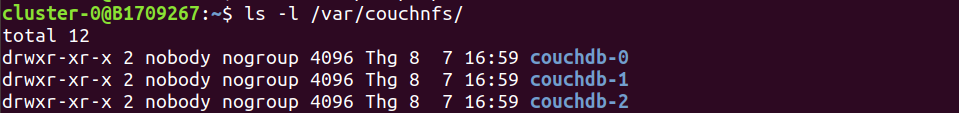 cluster-0@B1709267:~$ ls -l /var/couchnfs/
total 12
drwxr-xr-x 2 nobody nogroup 4096 Thg 8  7 16:59 couchdb-0
drwxr-xr-x 2 nobody nogroup 4096 Thg 8  7 16:59 couchdb-1
drwxr-xr-x 2 nobody nogroup 4096 Thg 8  7 16:59 couchdb-2